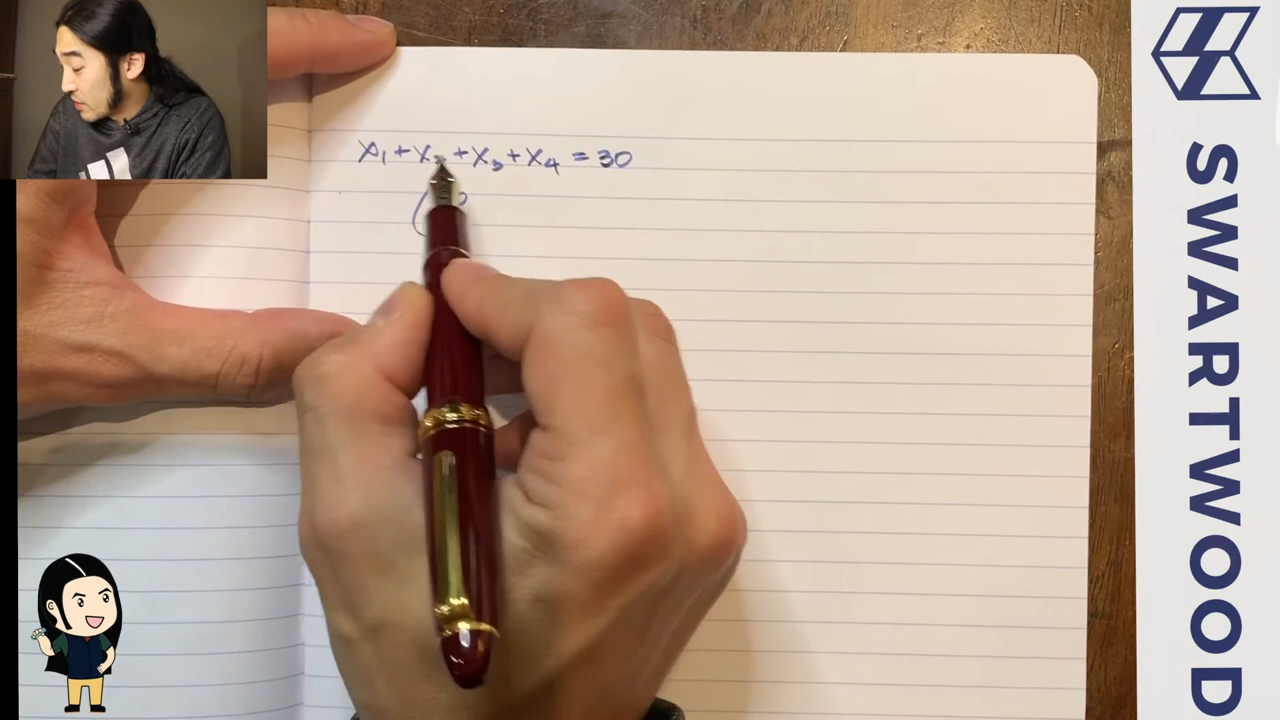 x₁ + x₂ + x₃ + x₄ = 30
(
SWARTWOOD